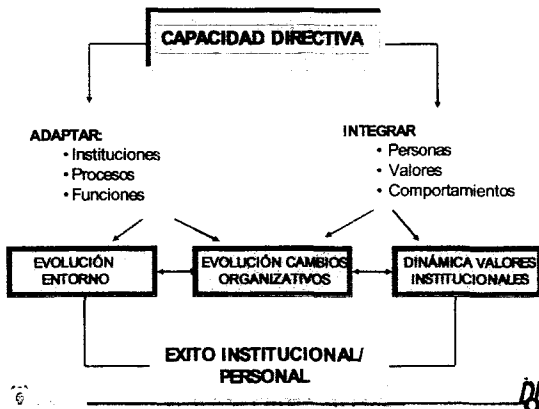 CAPACIDAD DIRECTIVA
ADAPTAR:
• Instituciones
• Procesos
• Funciones
INTEGRAR
• Personas
• Valores
• Comportamientos
EVOLUCIÓN
ENTORNO
EVOLUCIÓN CAMBIOS
ORGANIZATIVOS
DINÁMICA VALORES
INSTITUCIONALES
EXITO INSTITUCIONAL/
PERSONAL